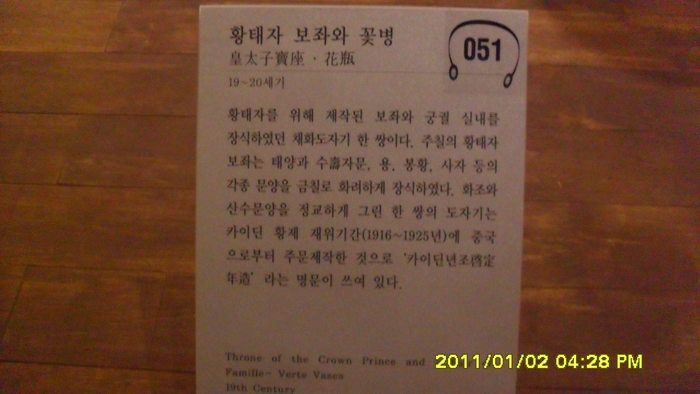 황태자 보좌와 꽃병
051
皇太子寶座 · 花瓶
19~20세기
황태자를 위해 제작된 보좌와 궁궐 실내를
장식하였던 채화도자기 한 쌍이다. 주칠의 황태자
보좌는 태양과 수壽자문, 용, 봉황, 사자 등의
각종 문양을 금칠로 화려하게 장식하였다. 화조와
산수문양을 정교하게 그린 한 쌍의 도자기는
카이딘 황제 재위기간(1916~1925년)에 중국
으로부터 주문제작한 것으로 '카이딘년조啓定
年造' 라는 명문이 쓰여 있다.
Throne of the Crown Prince and
Famille- Verte Vases
19th Century
2011/01/02 04:28 PM